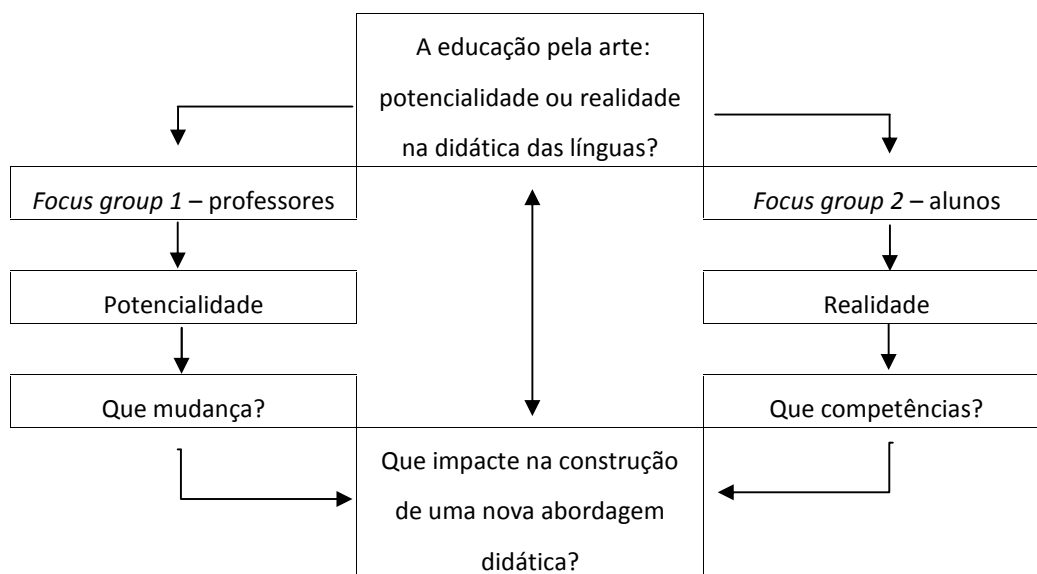 A educação pela arte:
potencialidade ou realidade
na didática das línguas?
Focus group 1 – professores
Focus group 2 – alunos
Potencialidade
Realidade
Que mudança?
Que competências?
Que impacte na construção
de uma nova abordagem
didática?